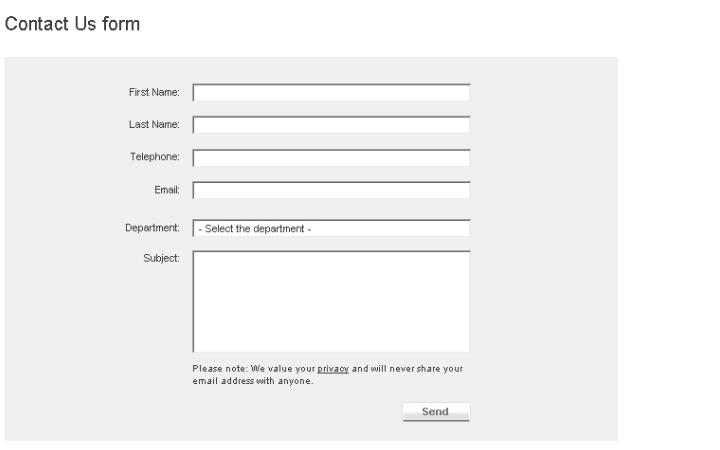 Contact Us form
First Name:
Last Name:
Telephone:
Email:
Department: - Select the department -
Subject:
Please note: We value your privacy and will never share your
email address with anyone.
Send